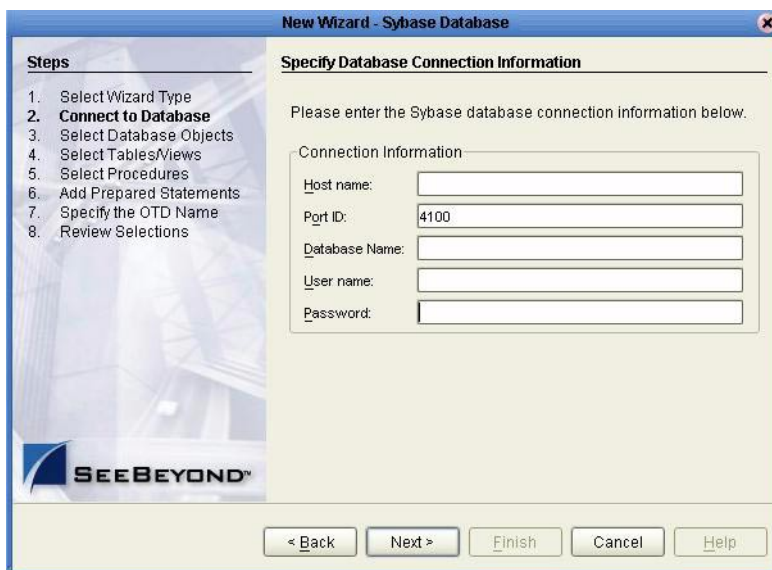 New Wizard - Sybase Database
Steps
1. Select Wizard Type
2. Connect to Database
3. Select Database Objects
4. Select Tables/Views
5. Select Procedures
6. Add Prepared Statements
7. Specify the OTD Name
8. Review Selections
SEEBEYOND™
Specify Database Connection Information
Please enter the Sybase database connection information below.
Connection Information
Host name:
Port ID: 4100
Database Name:
User name:
Password:
< Back Next > Finish Cancel Help